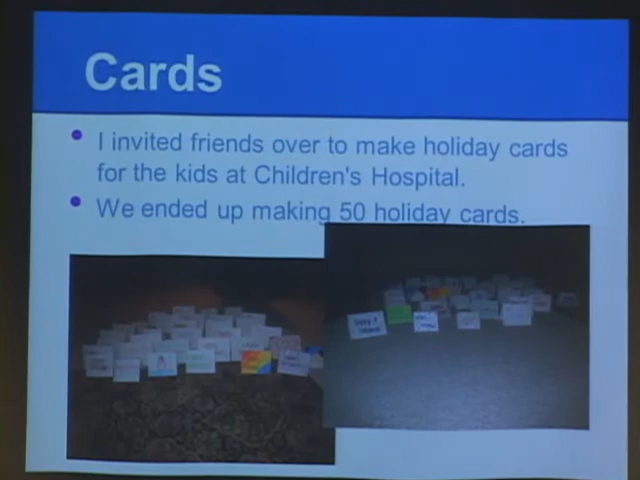 Cards
I invited friends over to make holiday cards
for the kids at Children's Hospital.
We ended up making 50 holiday cards.